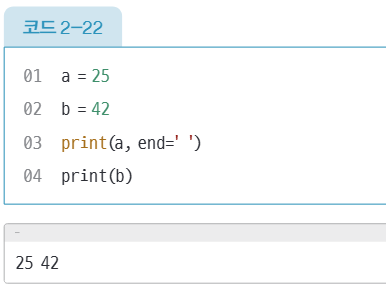 코드 2-22
01 a = 25
02 b = 42
03 print(a, end=' ')
04 print(b)
25 42